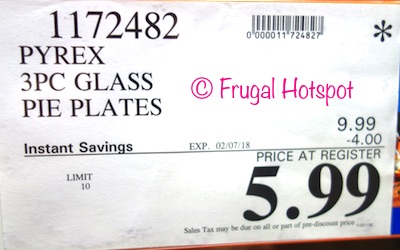 1172482
0000011724827
*
PYREX
3PC GLASS
PIE PLATES
© Frugal Hotspot
9.99
-4.00
Instant Savings EXP. 02/07/18
PRICE AT REGISTER
LIMIT
10
5.99
Sales Tax may be due on all or part of pre-discount price